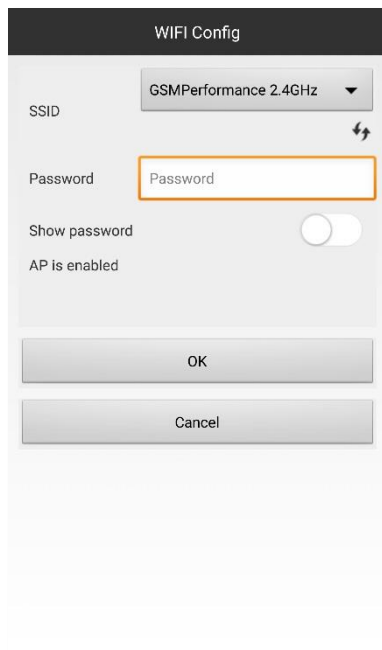 WIFI Config
SSID
GSMPerformance 2.4GHz
Password
Password
Show password
AP is enabled
OK
Cancel